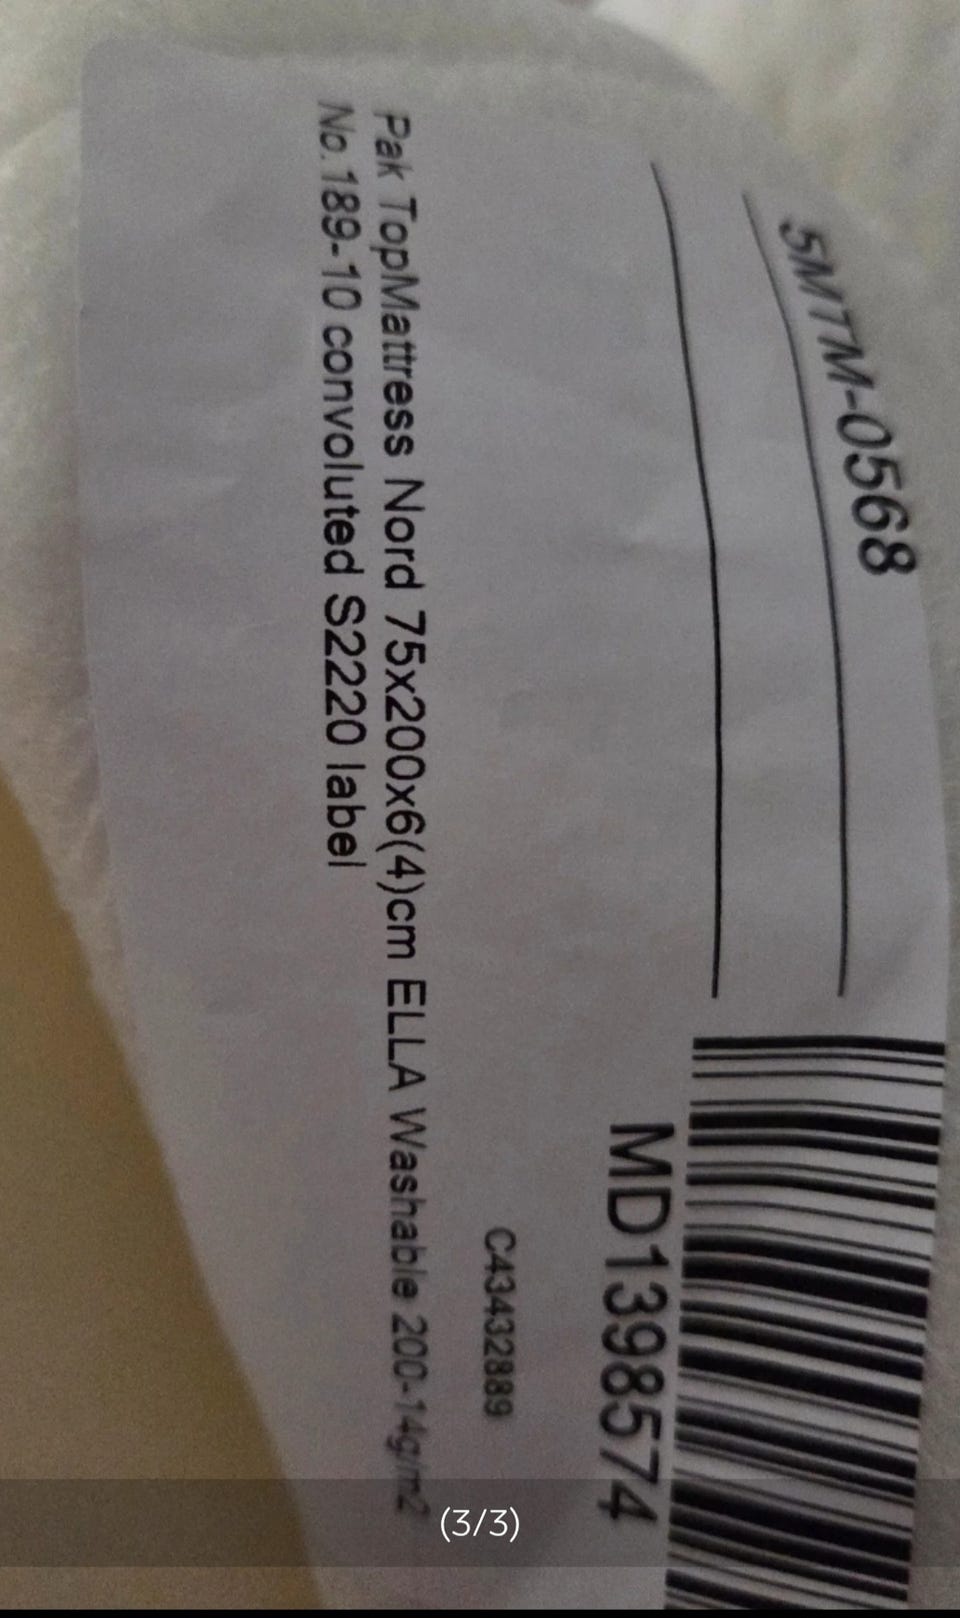 5MTM-0568
MD1398574
C43432889
Pak TopMattress Nord 75x200x6(4)cm ELLA Washable 200-14g/m2
No.189-10 convoluted S2220 label
(3/3)